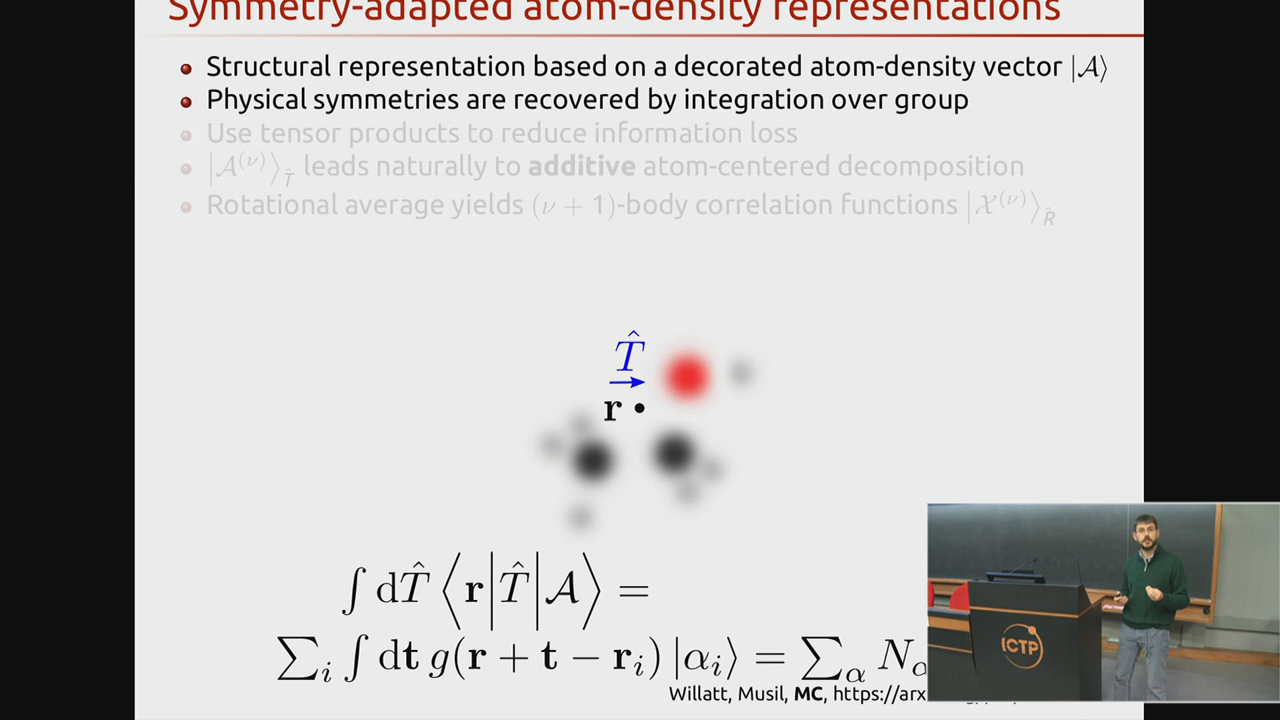 Symmetry-adapted atom-density representations
Structural representation based on a decorated atom-density vector |𝒜⟩
Physical symmetries are recovered by integration over group
Use tensor products to reduce information loss
|𝒜^(ν)⟩_T̂ leads naturally to additive atom-centered decomposition
Rotational average yields (ν + 1)-body correlation functions |𝒳^(ν)⟩_R̂
T̂
r
∫ dT̂ ⟨r|T̂|𝒜⟩ =
∑_i ∫ dt g(r + t − r_i) |α_i⟩ = ∑_α N_α
Willatt, Musil, MC, https://arx
ICTP